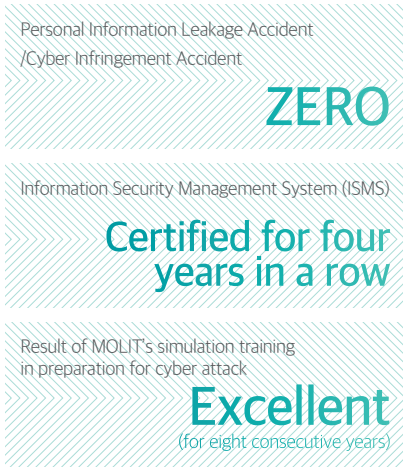 Personal Information Leakage Accident
/Cyber Infringement Accident
ZERO
Information Security Management System (ISMS)
Certified for four
years in a row
Result of MOLIT's simulation training
in preparation for cyber attack
Excellent
(for eight consecutive years)